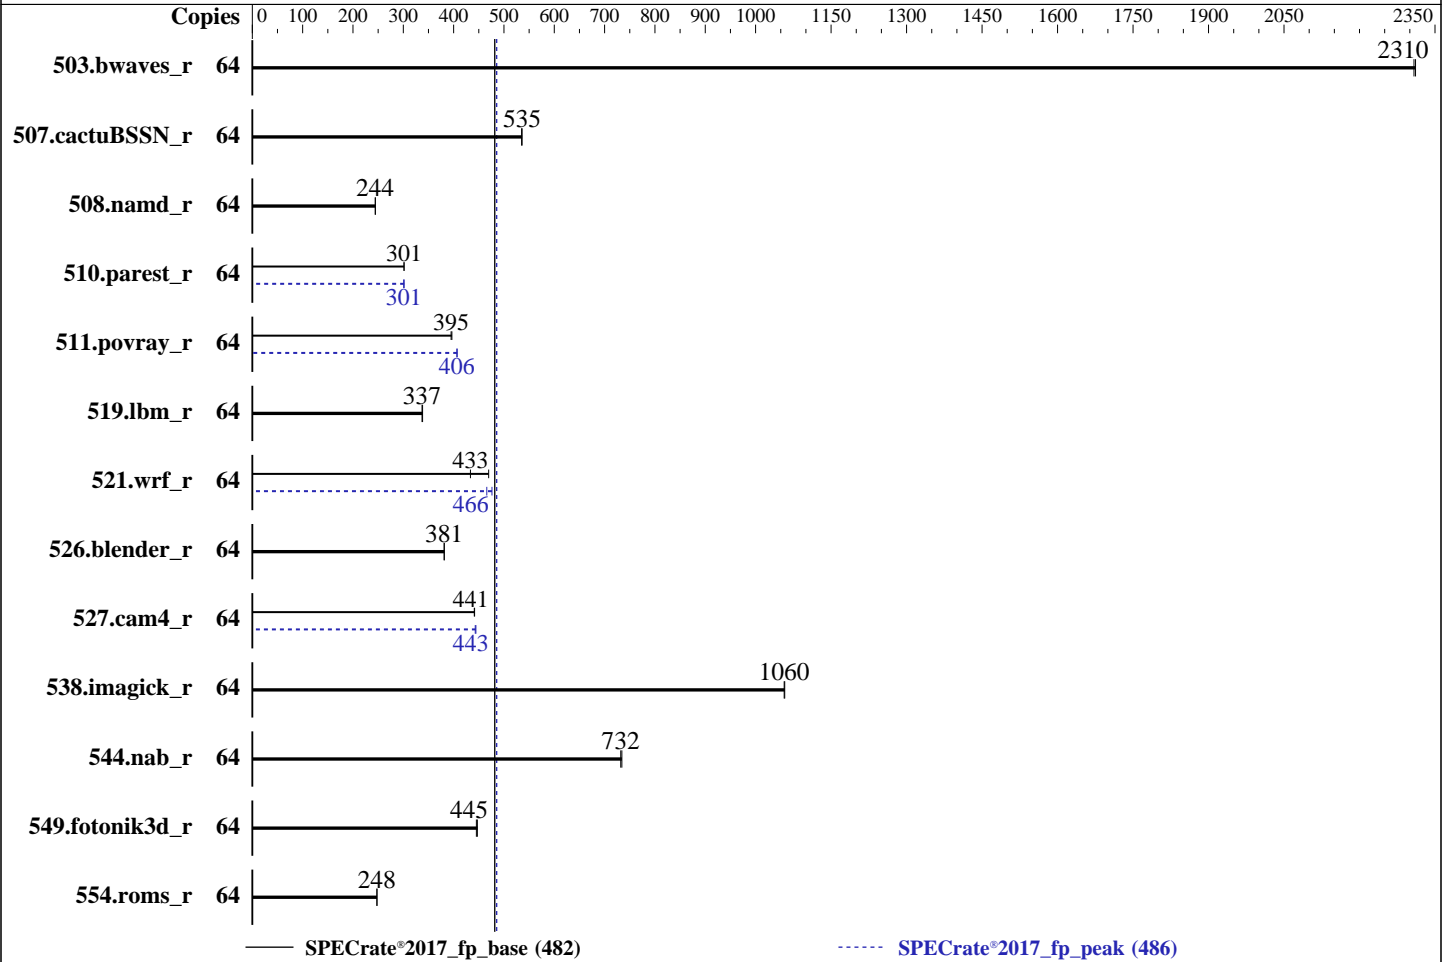 Copies 0 100 200 300 400 500 600 700 800 900 1000 1150 1300 1450 1600 1750 1900 2050 2350
503.bwaves_r 64 2310
507.cactuBSSN_r 64 535
508.namd_r 64 244
510.parest_r 64 301
301
511.povray_r 64 395
406
519.lbm_r 64 337
521.wrf_r 64 433
466
526.blender_r 64 381
527.cam4_r 64 441
443
538.imagick_r 64 1060
544.nab_r 64 732
549.fotonik3d_r 64 445
554.roms_r 64 248
SPECrate®2017_fp_base (482) SPECrate®2017_fp_peak (486)